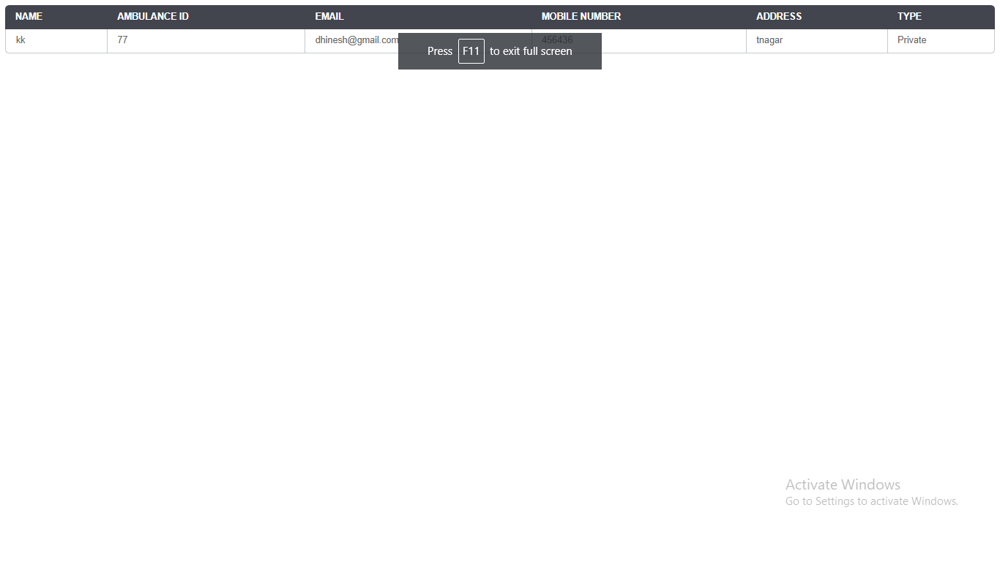 NAME AMBULANCE ID EMAIL MOBILE NUMBER ADDRESS TYPE
kk 77 dhinesh@gmail.com 456436 tnagar Private
Press F11 to exit full screen
Activate Windows
Go to Settings to activate Windows.